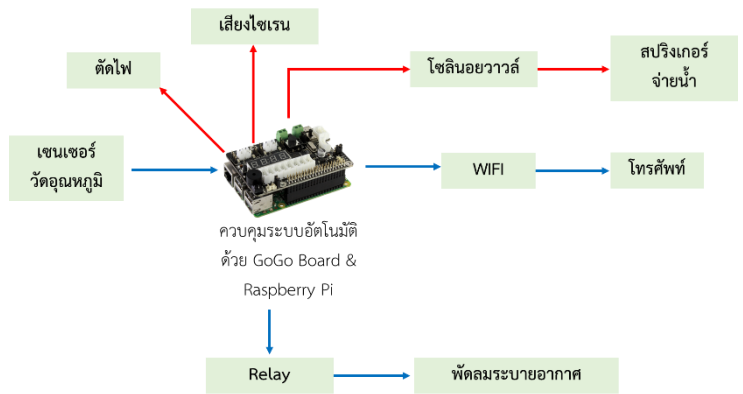 เสียงไซเรน
ตัดไฟ
โซลินอยวาวล์
สปริงเกอร์
จ่ายน้ำ
เซนเซอร์
วัดอุณหภูมิ
WIFI
โทรศัพท์
ควบคุมระบบอัตโนมัติ
ด้วย GoGo Board &
Raspberry Pi
Relay
พัดลมระบายอากาศ